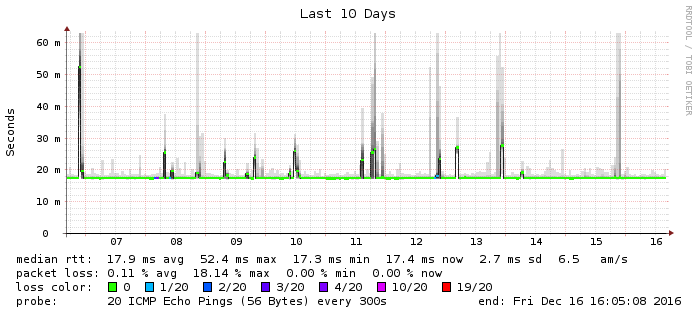 Last 10 Days
RRDTOOL / TOBI OETIKER
Seconds
60 m
50 m
40 m
30 m
20 m
10 m
0
07 08 09 10 11 12 13 14 15 16
median rtt: 17.9 ms avg 52.4 ms max 17.3 ms min 17.4 ms now 2.7 ms sd 6.5 am/s
packet loss: 0.11 % avg 18.14 % max 0.00 % min 0.00 % now
loss color: 0 1/20 2/20 3/20 4/20 10/20 19/20
probe: 20 ICMP Echo Pings (56 Bytes) every 300s end: Fri Dec 16 16:05:08 2016